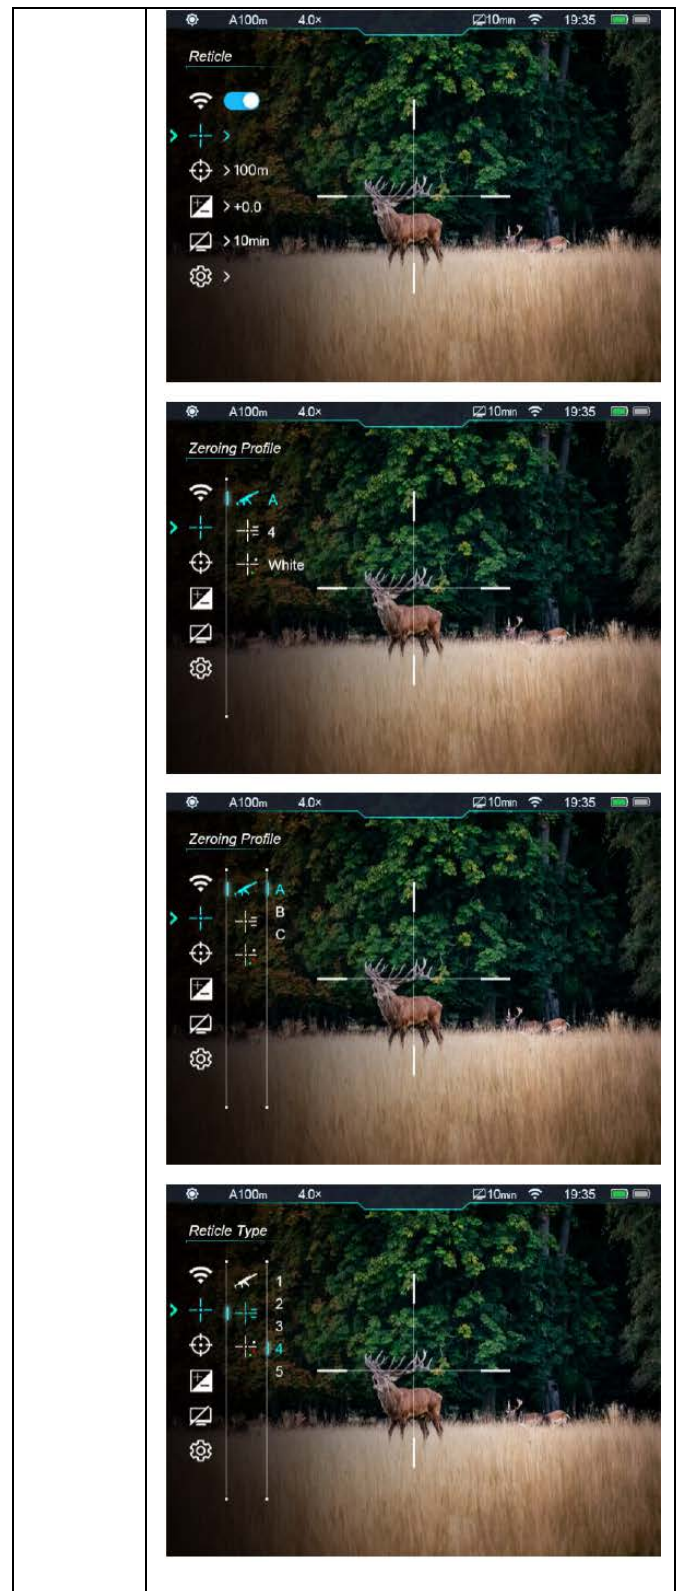 A100m 4.0× 10min 19:35
Reticle
>
> >
> 100m
> +0.0
> 10min
>
A100m 4.0× 10min 19:35
Zeroing Profile
A
> 4
White
A100m 4.0× 10min 19:35
Zeroing Profile
A
> B
C
A100m 4.0× 10min 19:35
Reticle Type
1
> 2
3
4
5